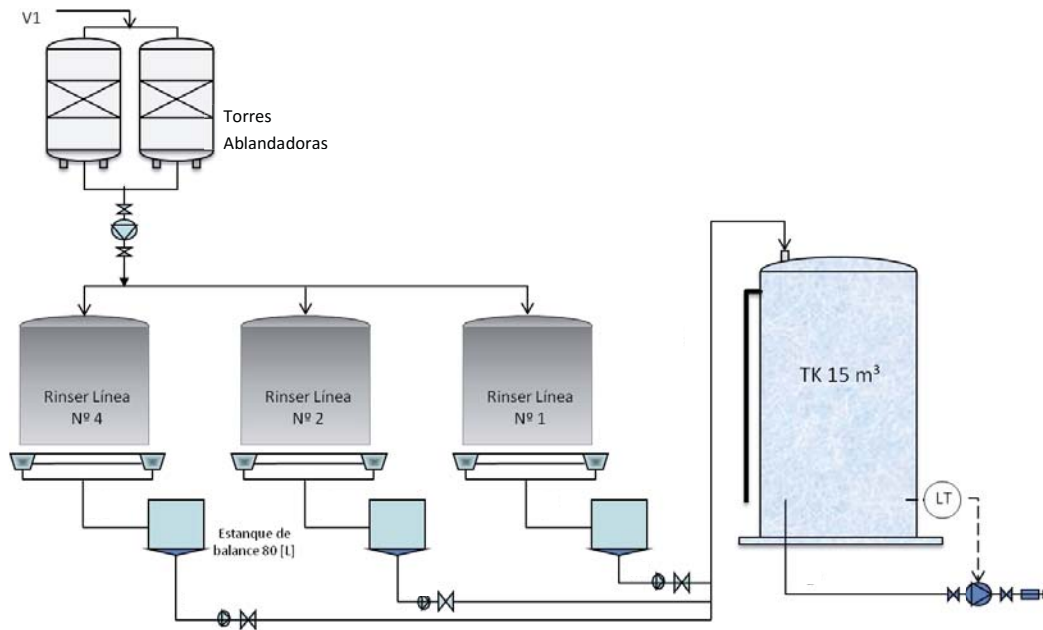 V1
Torres
Ablandadoras
Rinser Línea
Nº 4
Rinser Línea
Nº 2
Rinser Línea
Nº 1
TK 15 m³
LT
Estanque de
balance 80 [L]